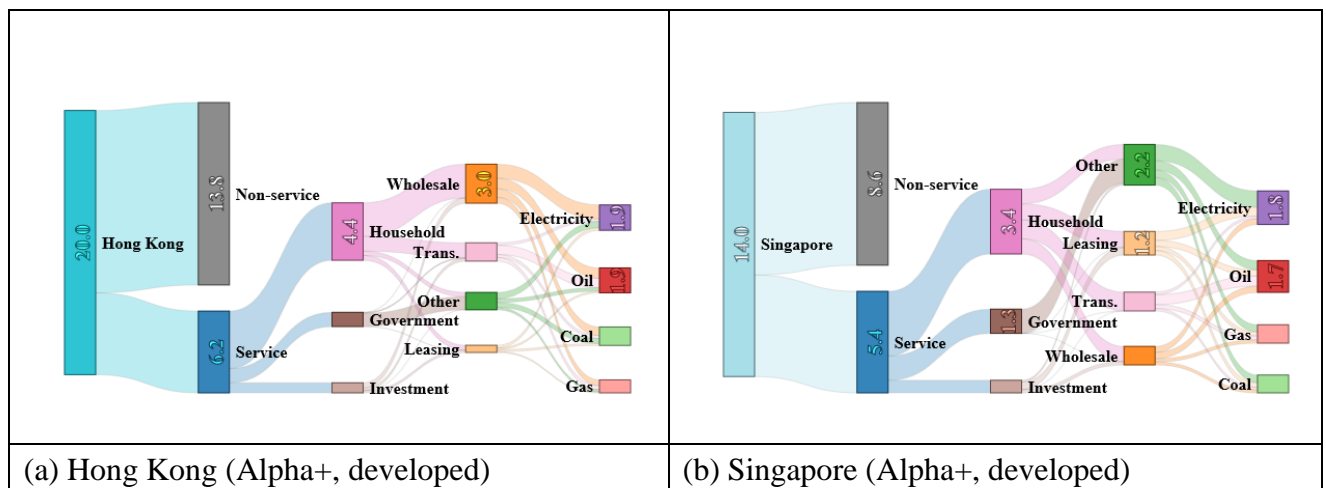 20.0
Hong Kong
13.8
Non-service
6.2
Service
4.4
Household
Government
Investment
Wholesale
3.0
Trans.
Other
Leasing
Electricity
1.9
Oil
1.9
Coal
Gas
(a) Hong Kong (Alpha+, developed)
14.0
Singapore
8.6
Non-service
5.4
Service
3.4
Household
1.3
Government
Investment
Other
2.2
Leasing
1.2
Trans.
Wholesale
Electricity
1.8
Oil
1.7
Gas
Coal
(b) Singapore (Alpha+, developed)